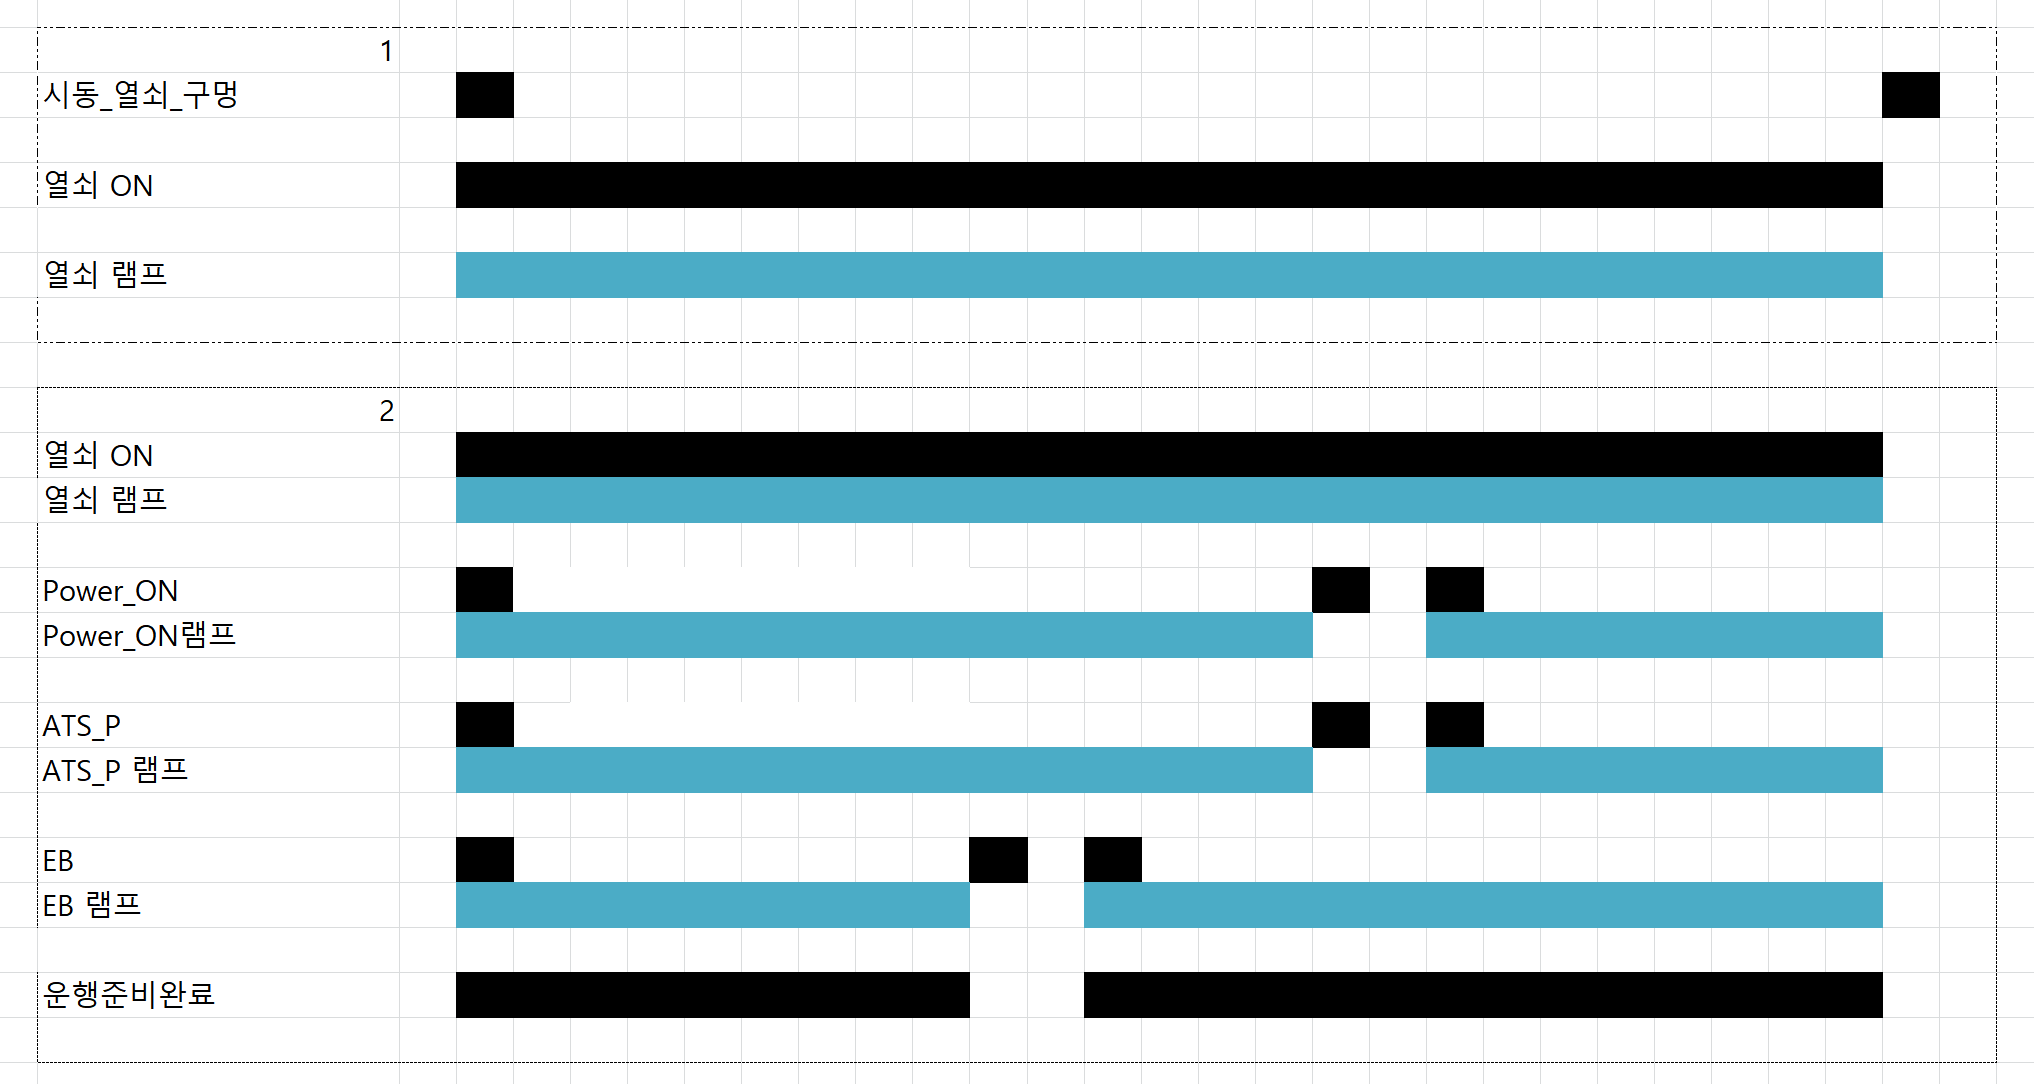 1
시동_열쇠_구멍
열쇠 ON
열쇠 램프
2
열쇠 ON
열쇠 램프
Power_ON
Power_ON램프
ATS_P
ATS_P 램프
EB
EB 램프
운행준비완료